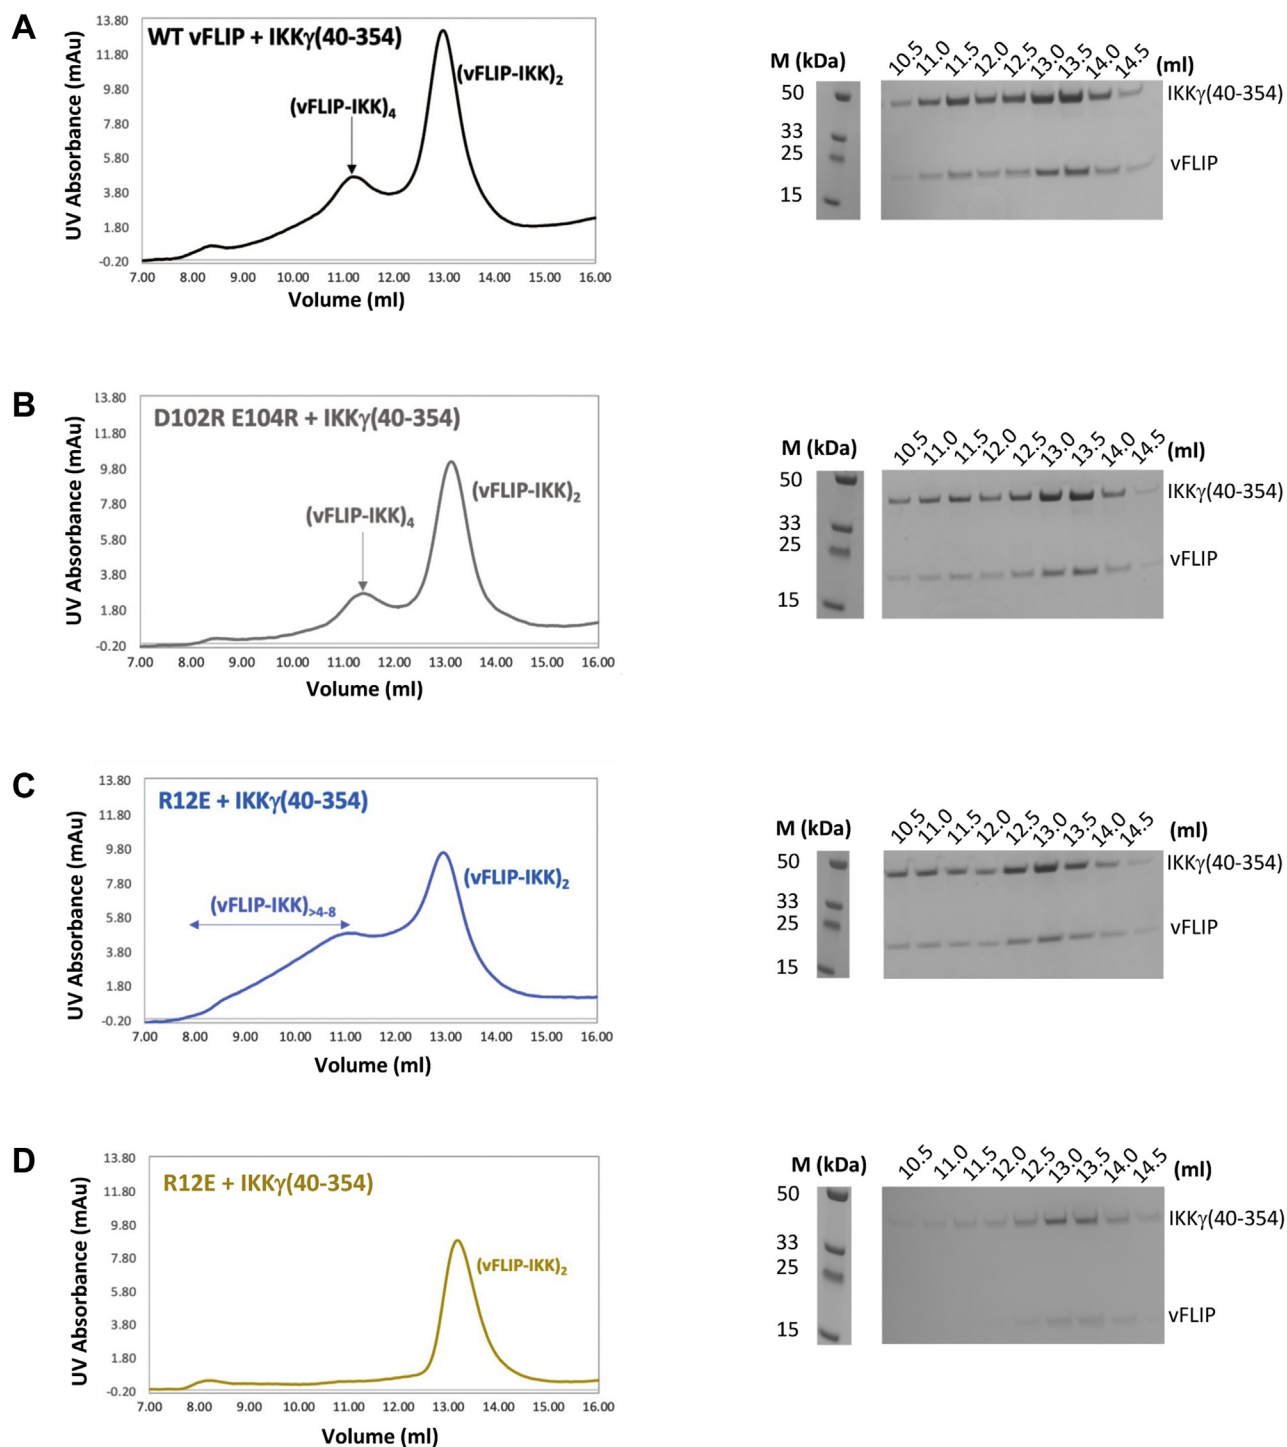 A
WT vFLIP + IKKγ(40-354)
(vFLIP-IKK)2
(vFLIP-IKK)4
UV Absorbance (mAu)
13.80
11.80
9.80
7.80
5.80
3.80
1.80
-0.20
7.00 8.00 9.00 10.00 11.00 12.00 13.00 14.00 15.00 16.00
Volume (ml)
M (kDa)
10.5 11.0 11.5 12.0 12.5 13.0 13.5 14.0 14.5 (ml)
50
33
25
15
IKKγ(40-354)
vFLIP
B
D102R E104R + IKKγ(40-354)
(vFLIP-IKK)2
(vFLIP-IKK)4
UV Absorbance (mAu)
13.80
11.80
9.80
7.80
5.80
3.80
1.80
-0.20
7.00 8.00 9.00 10.00 11.00 12.00 13.00 14.00 15.00 16.00
Volume (ml)
M (kDa)
10.5 11.0 11.5 12.0 12.5 13.0 13.5 14.0 14.5 (ml)
50
33
25
15
IKKγ(40-354)
vFLIP
C
R12E + IKKγ(40-354)
(vFLIP-IKK)2
(vFLIP-IKK)>4-8
UV Absorbance (mAu)
13.80
11.80
9.80
7.80
5.80
3.80
1.80
-0.20
7.00 8.00 9.00 10.00 11.00 12.00 13.00 14.00 15.00 16.00
Volume (ml)
M (kDa)
10.5 11.0 11.5 12.0 12.5 13.0 13.5 14.0 14.5 (ml)
50
33
25
15
IKKγ(40-354)
vFLIP
D
R12E + IKKγ(40-354)
(vFLIP-IKK)2
UV Absorbance (mAu)
13.80
11.80
9.80
7.80
5.80
3.80
1.80
-0.20
7.00 8.00 9.00 10.00 11.00 12.00 13.00 14.00 15.00 16.00
Volume (ml)
M (kDa)
10.5 11.0 11.5 12.0 12.5 13.0 13.5 14.0 14.5 (ml)
50
33
25
15
IKKγ(40-354)
vFLIP